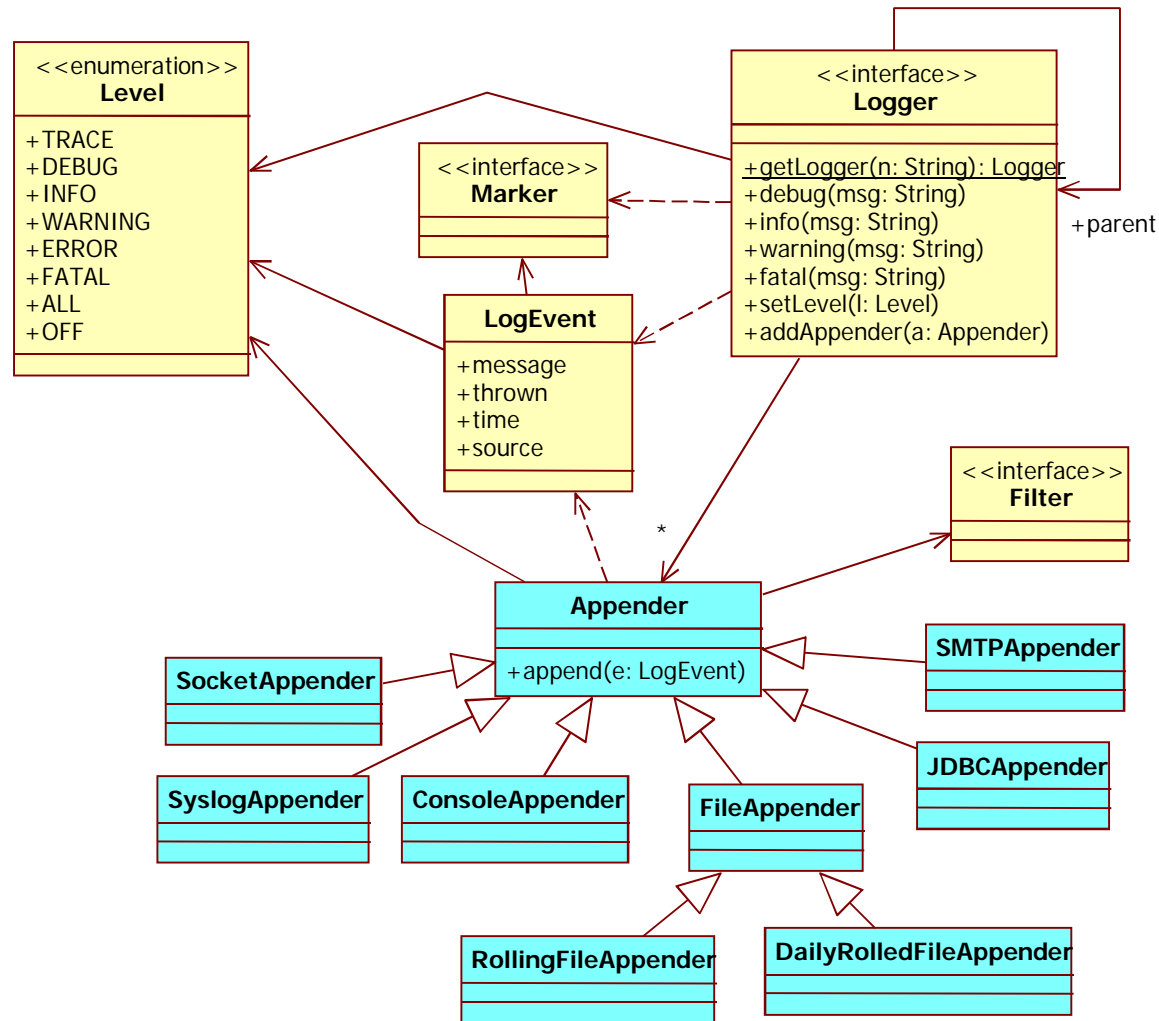 <<enumeration>>
Level
+TRACE
+DEBUG
+INFO
+WARNING
+ERROR
+FATAL
+ALL
+OFF
<<interface>>
Marker
<<interface>>
Logger
+getLogger(n: String): Logger
+debug(msg: String)
+info(msg: String)
+warning(msg: String)
+fatal(msg: String)
+setLevel(l: Level)
+addAppender(a: Appender)
+parent
LogEvent
+message
+thrown
+time
+source
<<interface>>
Filter
*
Appender
+append(e: LogEvent)
SocketAppender
SMTPAppender
SyslogAppender
ConsoleAppender
FileAppender
JDBCAppender
RollingFileAppender
DailyRolledFileAppender